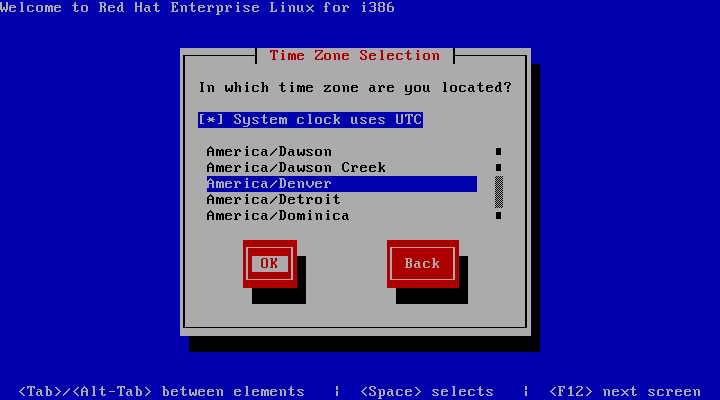 Welcome to Red Hat Enterprise Linux for i386
Time Zone Selection
In which time zone are you located?
[*] System clock uses UTC
America/Dawson
America/Dawson Creek
America/Denver
America/Detroit
America/Dominica
OK Back
<Tab>/<Alt-Tab> between elements | <Space> selects | <F12> next screen